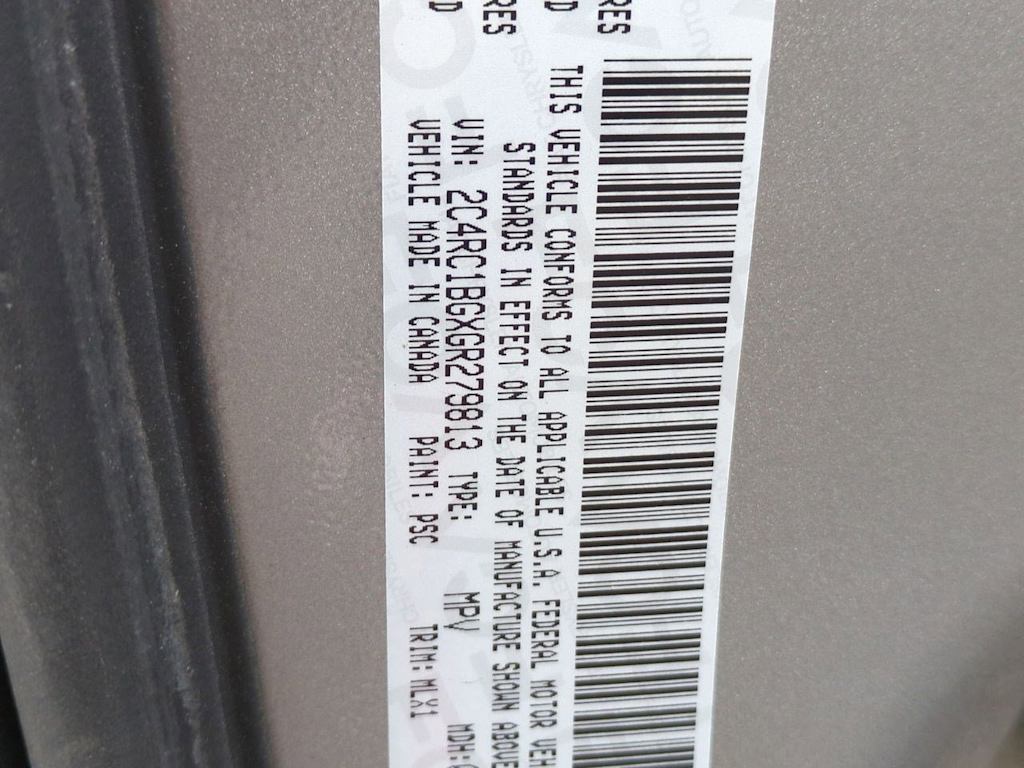 RES
D
RES
D
THIS VEHICLE CONFORMS TO ALL APPLICABLE U.S.A. FEDERAL MOTOR VEH
STANDARDS IN EFFECT ON THE DATE OF MANUFACTURE SHOWN ABOVE
VIN: 2C4RC1BGXGR279813 TYPE: MPV MDH:
VEHICLE MADE IN CANADA PAINT: PSC TRIM: MLX1